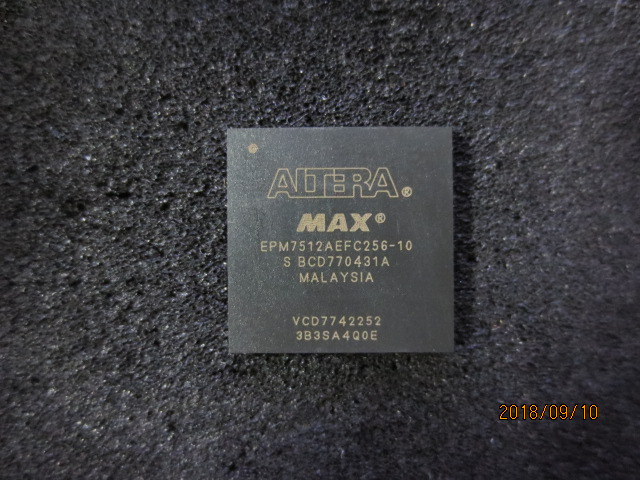 ALTERA®
MAX®
EPM7512AEFC256-10
S BCD770431A
MALAYSIA
VCD7742252
3B3SA4Q0E
2018/09/10